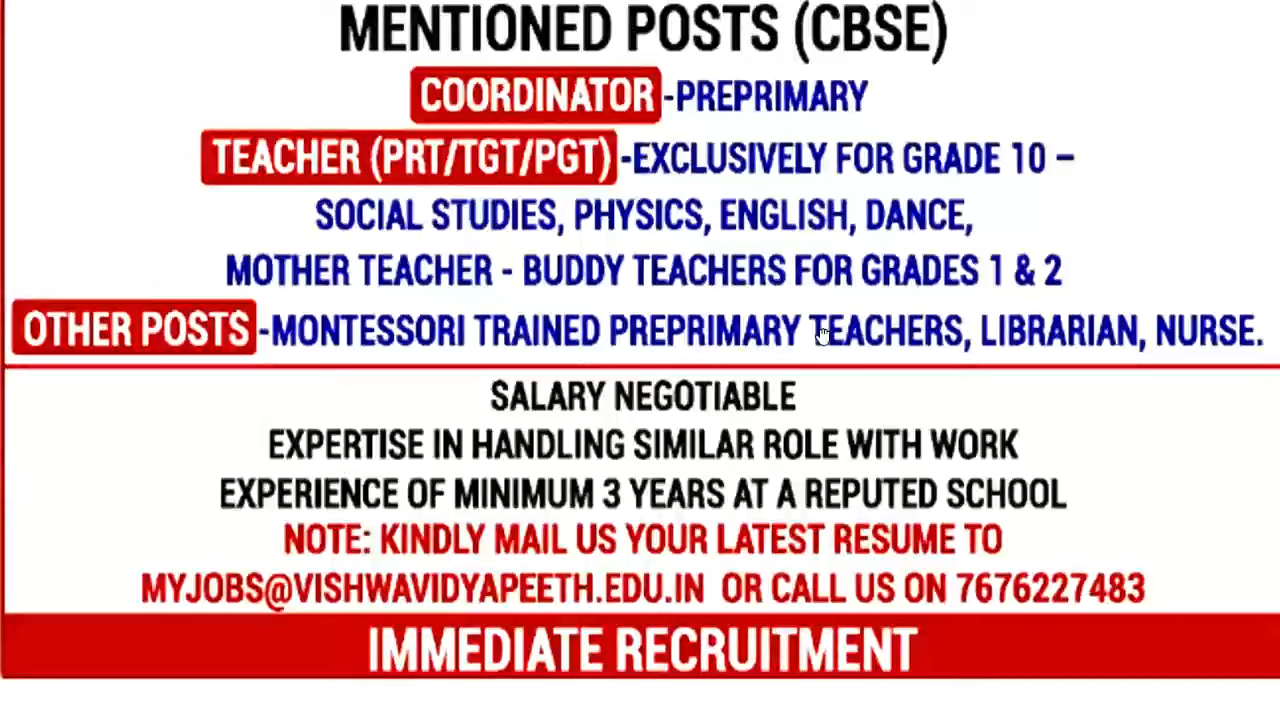 MENTIONED POSTS (CBSE)
COORDINATOR -PREPRIMARY
TEACHER (PRT/TGT/PGT) -EXCLUSIVELY FOR GRADE 10 –
SOCIAL STUDIES, PHYSICS, ENGLISH, DANCE,
MOTHER TEACHER - BUDDY TEACHERS FOR GRADES 1 & 2
OTHER POSTS -MONTESSORI TRAINED PREPRIMARY TEACHERS, LIBRARIAN, NURSE.
SALARY NEGOTIABLE
EXPERTISE IN HANDLING SIMILAR ROLE WITH WORK
EXPERIENCE OF MINIMUM 3 YEARS AT A REPUTED SCHOOL
NOTE: KINDLY MAIL US YOUR LATEST RESUME TO
MYJOBS@VISHWAVIDYAPEETH.EDU.IN OR CALL US ON 7676227483
IMMEDIATE RECRUITMENT